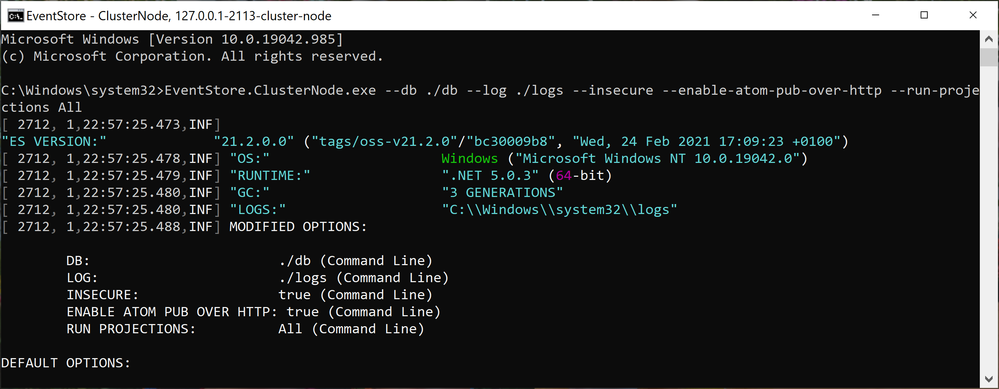 EventStore - ClusterNode, 127.0.0.1-2113-cluster-node
Microsoft Windows [Version 10.0.19042.985]
(c) Microsoft Corporation. All rights reserved.
C:\Windows\system32>EventStore.ClusterNode.exe --db ./db --log ./logs --insecure --enable-atom-pub-over-http --run-proje
ctions All
[ 2712, 1,22:57:25.473,INF]
"ES VERSION:" "21.2.0.0" ("tags/oss-v21.2.0"/"bc30009b8", "Wed, 24 Feb 2021 17:09:23 +0100")
[ 2712, 1,22:57:25.478,INF] "OS:" Windows ("Microsoft Windows NT 10.0.19042.0")
[ 2712, 1,22:57:25.479,INF] "RUNTIME:" ".NET 5.0.3" (64-bit)
[ 2712, 1,22:57:25.480,INF] "GC:" "3 GENERATIONS"
[ 2712, 1,22:57:25.480,INF] "LOGS:" "C:\\Windows\\system32\\logs"
[ 2712, 1,22:57:25.488,INF] MODIFIED OPTIONS:
DB: ./db (Command Line)
LOG: ./logs (Command Line)
INSECURE: true (Command Line)
ENABLE ATOM PUB OVER HTTP: true (Command Line)
RUN PROJECTIONS: All (Command Line)
DEFAULT OPTIONS: